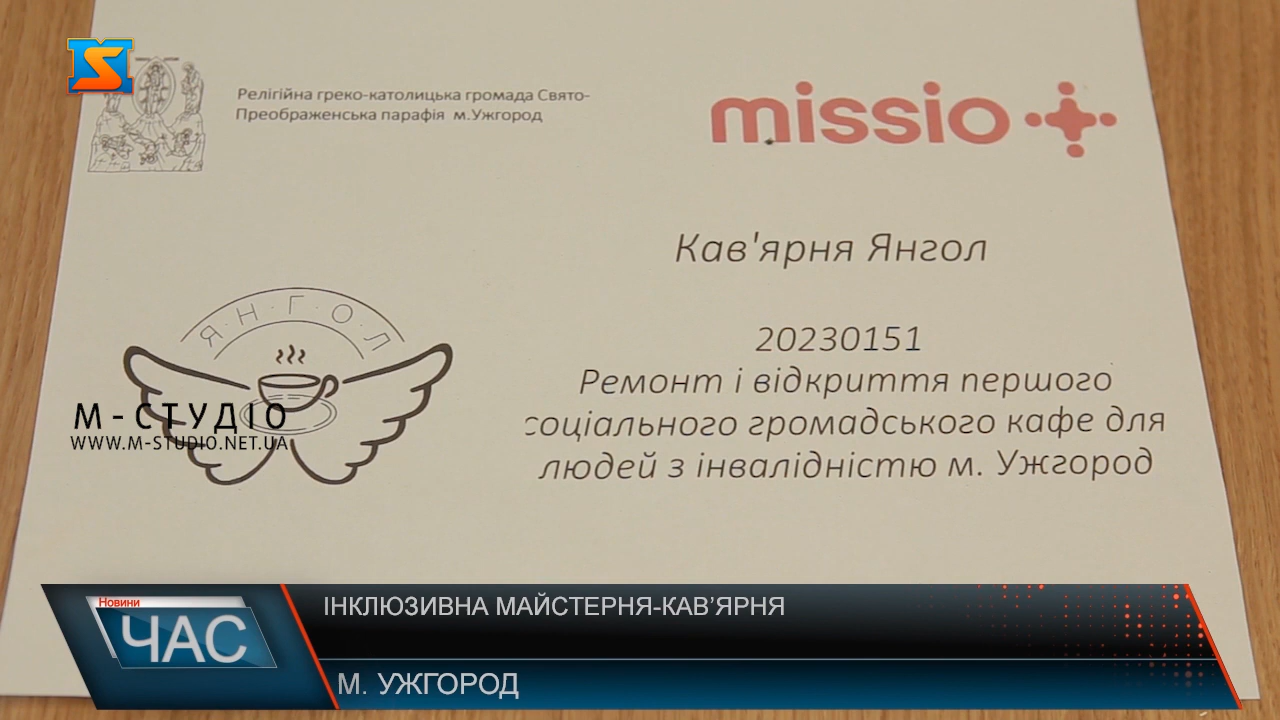 Релігійна греко-католицька громада Свято-
Преображенська парафія м.Ужгород
missio
Кав'ярня Янгол
Я·Н·Г·О·Л
20230151
Ремонт і відкриття першого
соціального громадського кафе для
людей з інвалідністю м. Ужгород
М-СТУДІО
WWW.M-STUDIO.NET.UA
Новини
ЧАС
ІНКЛЮЗИВНА МАЙСТЕРНЯ-КАВ’ЯРНЯ
М. УЖГОРОД